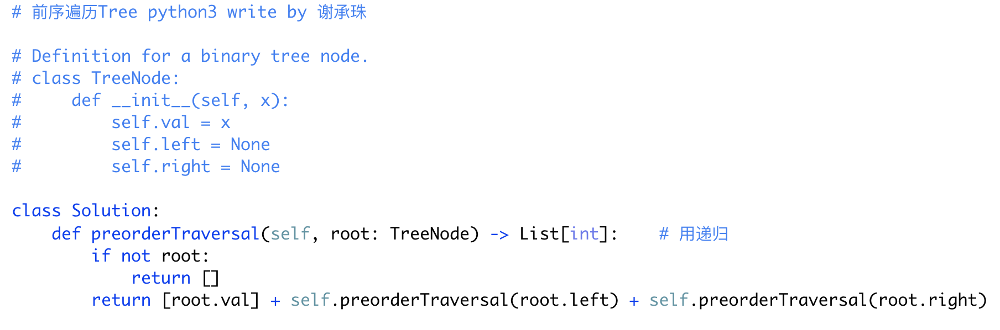 # 前序遍历Tree python3 write by 谢承珠
# Definition for a binary tree node.
# class TreeNode:
#     def __init__(self, x):
#         self.val = x
#         self.left = None
#         self.right = None
class Solution:
    def preorderTraversal(self, root: TreeNode) -> List[int]:    # 用递归
        if not root:
            return []
        return [root.val] + self.preorderTraversal(root.left) + self.preorderTraversal(root.right)